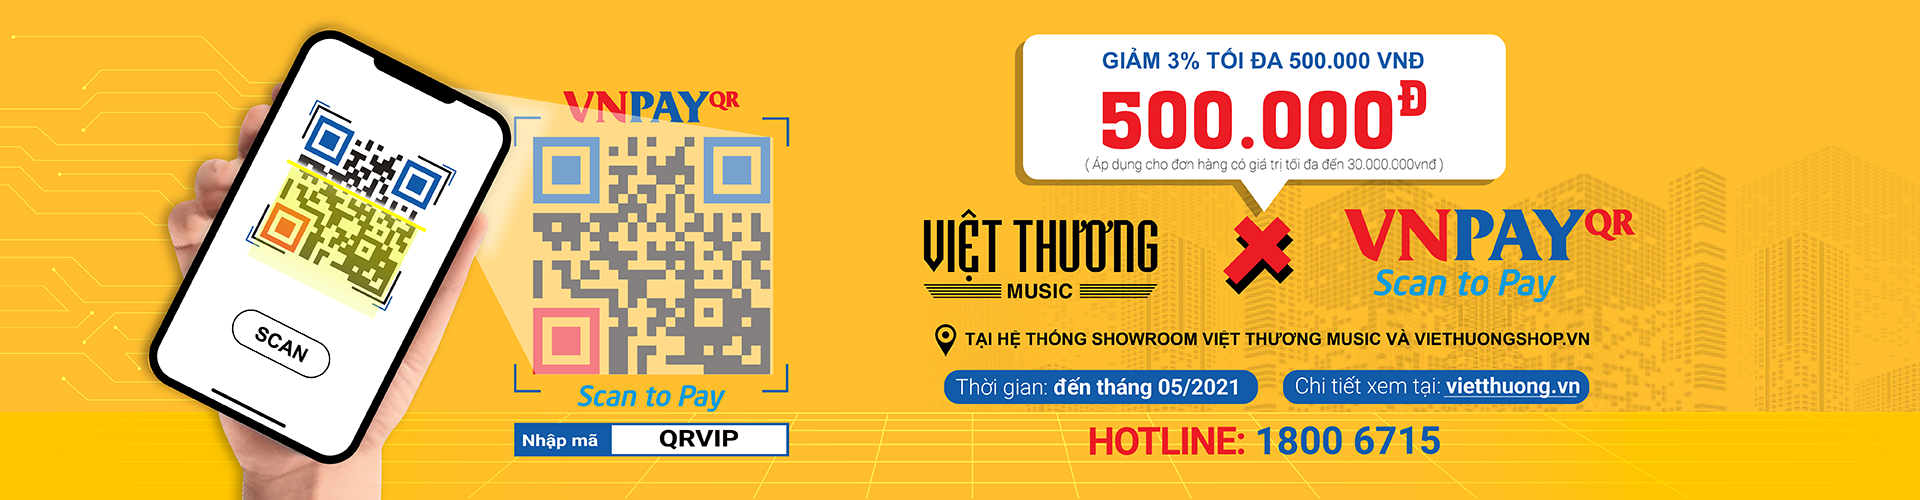 SCAN
VNPAYQR
Scan to Pay
Nhập mã QRVIP
GIẢM 3% TỐI ĐA 500.000 VNĐ
500.000Đ
( Áp dụng cho đơn hàng có giá trị tối đa đến 30.000.000vnđ )
VIỆT THƯƠNG
MUSIC
VNPAYQR
Scan to Pay
TẠI HỆ THỐNG SHOWROOM VIỆT THƯƠNG MUSIC VÀ VIETHUONGSHOP.VN
Thời gian: đến tháng 05/2021
Chi tiết xem tại: vietthuong.vn
HOTLINE: 1800 6715